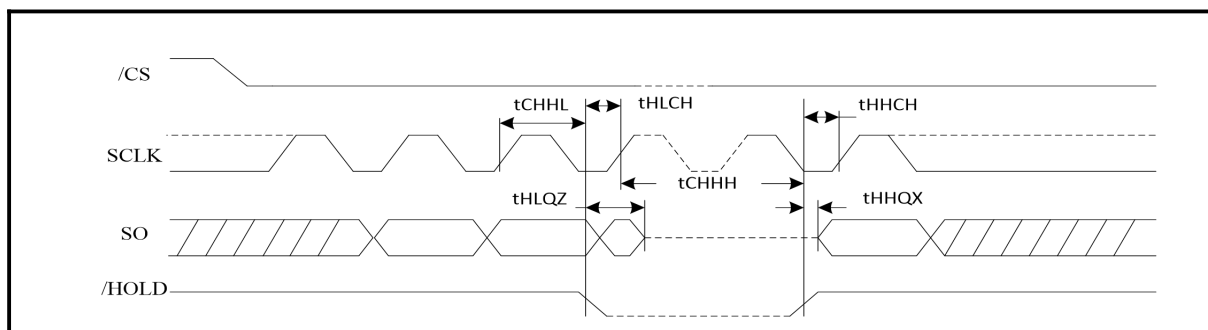 /CS
tCHHL tHLCH tHHCH
SCLK
tCHHH
tHLQZ tHHQX
SO
/HOLD